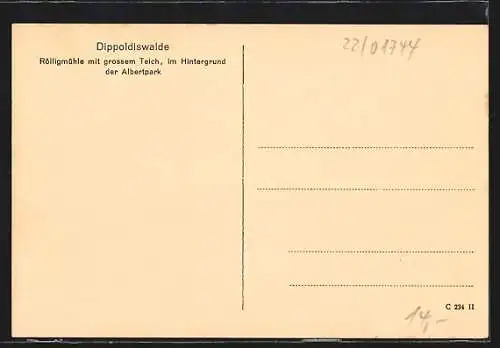 Dippoldiswalde
Rölligmühle mit grossem Teich, im Hintergrund
der Albertpark
22/01744
C 234 II
14,-